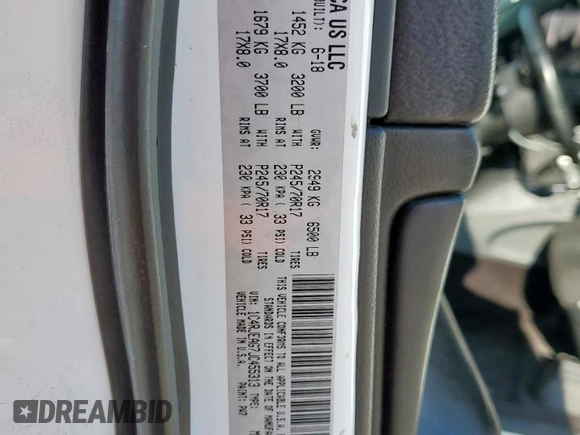 CA US LLC
BUILT): 6-18
GVWR: 2949 KG 6500 LB
1452 KG 3200 LB WITH P245/70R17 TIRES
17X8.0 RIMS AT 230 KPA ( 33 PSI) COLD
1679 KG 3700 LB WITH P245/70R17 TIRES
17X8.0 RIMS AT 230 KPA ( 33 PSI) COLD
THIS VEHICLE CONFORMS TO ALL APPLICABLE U.S.A.
STANDARDS IN EFFECT ON THE DATE OF MANUFA
VIN: 1C4RJEAG7JC455313 TYPE:
MADE IN U.S.A. PAINT: PW7
DREAMBID